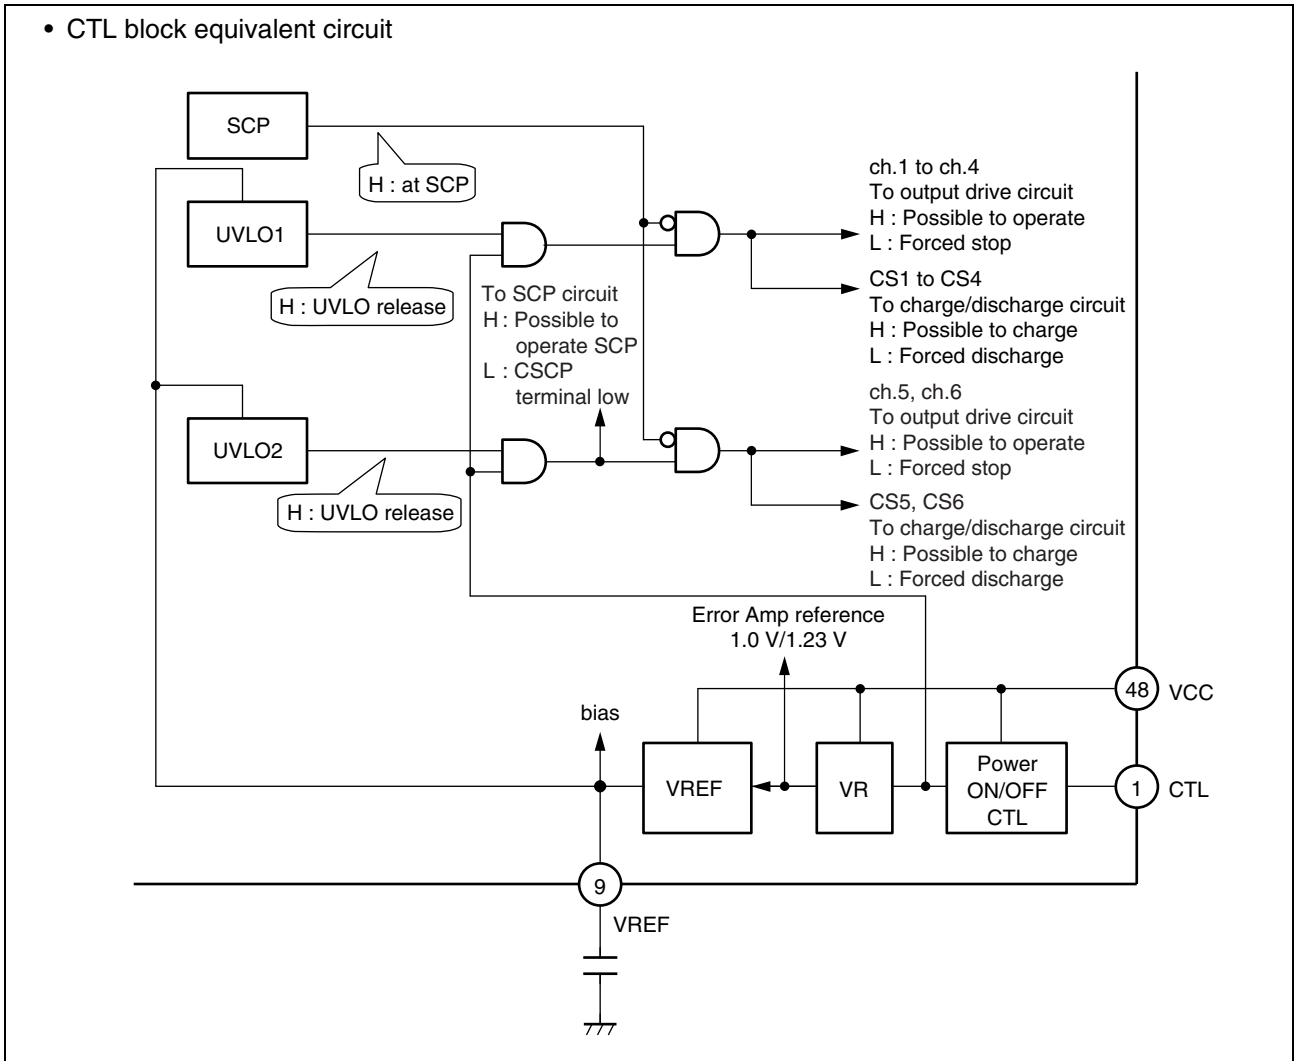 • CTL block equivalent circuit
SCP
H : at SCP
UVLO1
H : UVLO release
ch.1 to ch.4
To output drive circuit
H : Possible to operate
L : Forced stop
CS1 to CS4
To charge/discharge circuit
H : Possible to charge
L : Forced discharge
To SCP circuit
H : Possible to
operate SCP
L : CSCP
terminal low
UVLO2
H : UVLO release
ch.5, ch.6
To output drive circuit
H : Possible to operate
L : Forced stop
CS5, CS6
To charge/discharge circuit
H : Possible to charge
L : Forced discharge
Error Amp reference
1.0 V/1.23 V
bias
48
VCC
VREF
VR
Power
ON/OFF
CTL
1
CTL
9
VREF